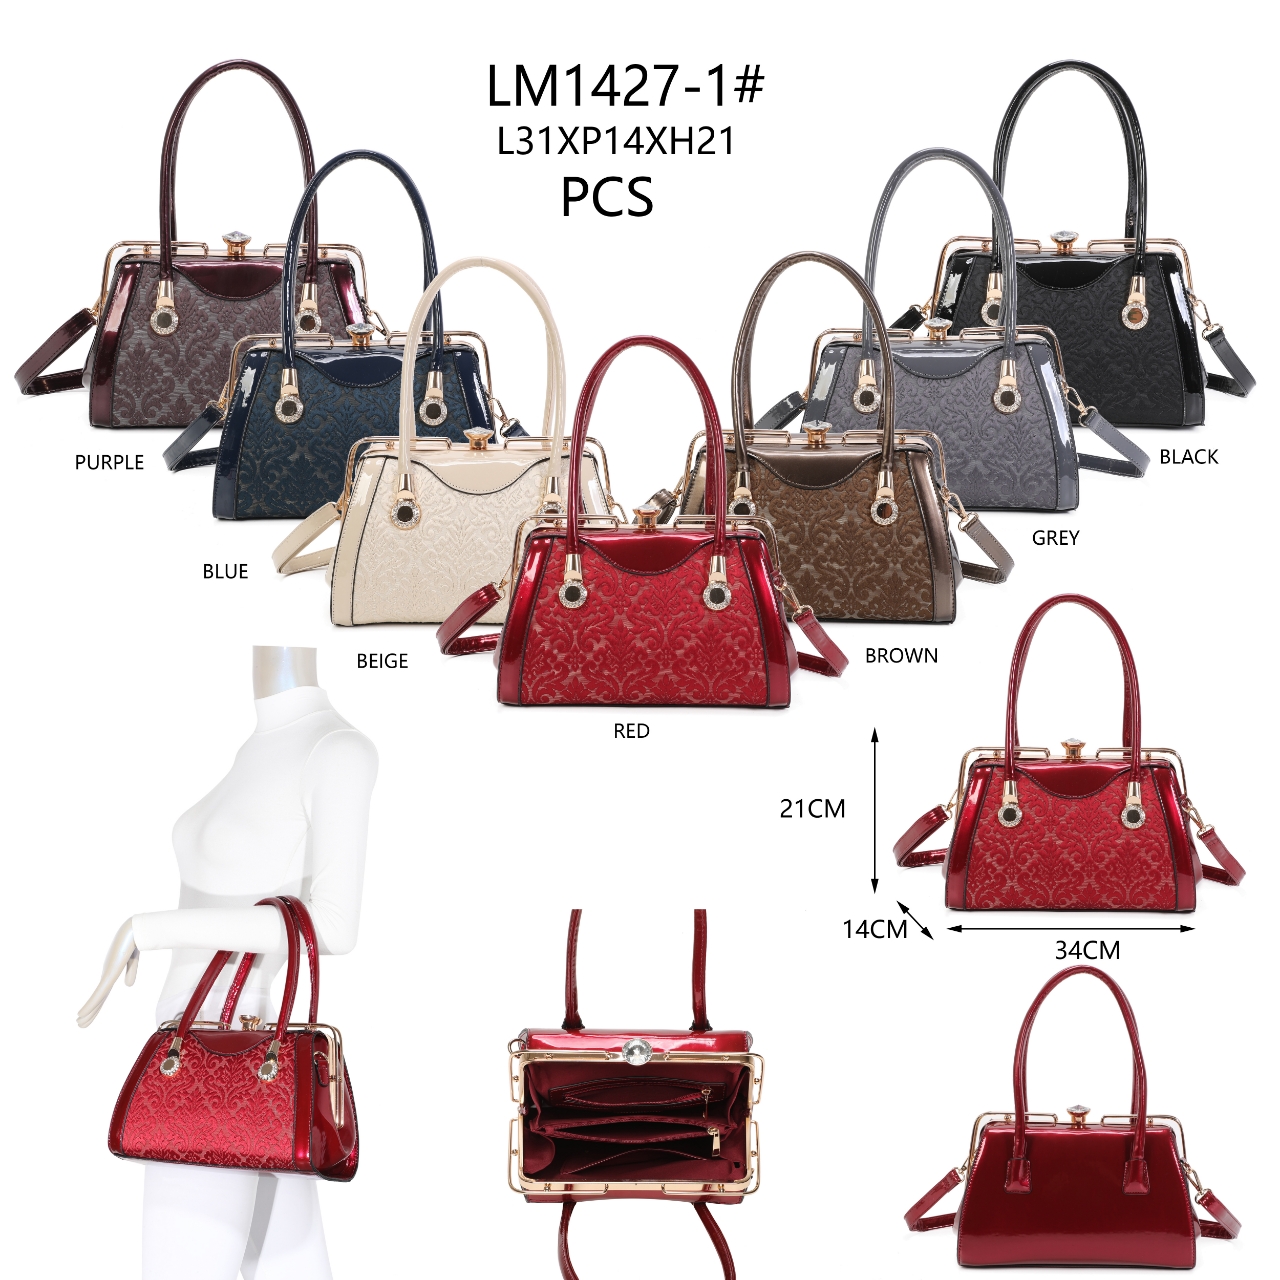 LM1427-1#
L31XP14XH21
PCS
PURPLE
BLACK
GREY
BLUE
BROWN
BEIGE
RED
21CM
14CM
34CM